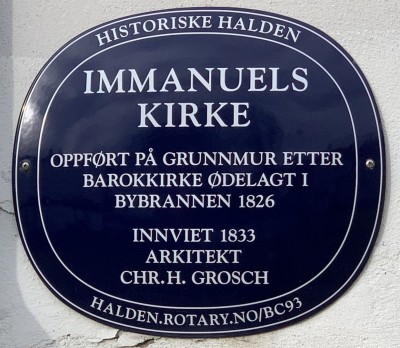 HISTORISKE HALDEN
IMMANUELS
KIRKE
OPPFØRT PÅ GRUNNMUR ETTER
BAROKKIRKE ØDELAGT I
BYBRANNEN 1826
INNVIET 1833
ARKITEKT
CHR. H. GROSCH
HALDEN.ROTARY.NO/BC93